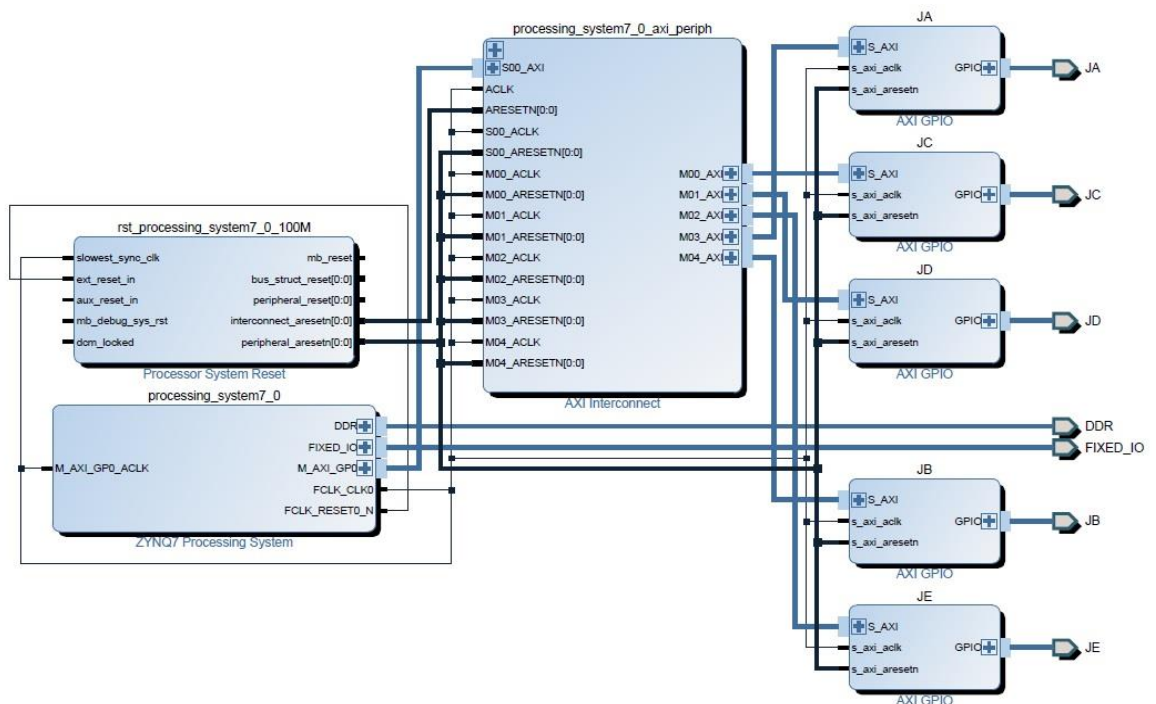 processing_system7_0_axi_periph
S00_AXI
ACLK
ARESETN[0:0]
S00_ACLK
S00_ARESETN[0:0]
M00_ACLK
M00_ARESETN[0:0]
M01_ACLK
M01_ARESETN[0:0]
M02_ACLK
M02_ARESETN[0:0]
M03_ACLK
M03_ARESETN[0:0]
M04_ACLK
M04_ARESETN[0:0]
M00_AXI
M01_AXI
M02_AXI
M03_AXI
M04_AXI
AXI Interconnect
rst_processing_system7_0_100M
slowest_sync_clk
ext_reset_in
aux_reset_in
mb_debug_sys_rst
dcm_locked
mb_reset
bus_struct_reset[0:0]
peripheral_reset[0:0]
interconnect_aresetn[0:0]
peripheral_aresetn[0:0]
Processor System Reset
processing_system7_0
M_AXI_GP0_ACLK
DDR
FIXED_IO
M_AXI_GP0
FCLK_CLK0
FCLK_RESET0_N
ZYNQ7 Processing System
JA
S_AXI
s_axi_aclk
s_axi_aresetn
GPIO
AXI GPIO
JA
JC
S_AXI
s_axi_aclk
s_axi_aresetn
GPIO
AXI GPIO
JC
JD
S_AXI
s_axi_aclk
s_axi_aresetn
GPIO
AXI GPIO
JD
DDR
FIXED_IO
JB
S_AXI
s_axi_aclk
s_axi_aresetn
GPIO
AXI GPIO
JB
JE
S_AXI
s_axi_aclk
s_axi_aresetn
GPIO
AXI GPIO
JE